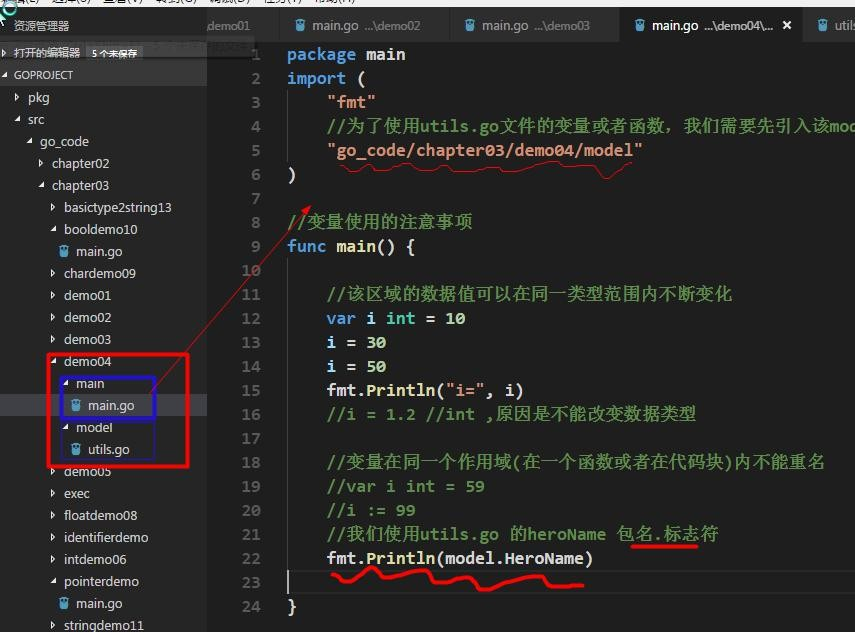 资源管理器
打开的编辑器 5 个未保存
GOPROJECT
pkg
src
go_code
chapter02
chapter03
basictype2string13
booldemo10
main.go
chardemo09
demo01
demo02
demo03
demo04
main
main.go
model
utils.go
demo05
exec
floatdemo08
identifierdemo
intdemo06
pointerdemo
main.go
stringdemo11
demo01
main.go ...\demo02
main.go ...\demo03
main.go ...\demo04\...
utils
1 package main
2 import (
3 "fmt"
4 //为了使用utils.go文件的变量或者函数，我们需要先引入该mod
5 "go_code/chapter03/demo04/model"
6 )
7
8 //变量使用的注意事项
9 func main() {
10
11 //该区域的数据值可以在同一类型范围内不断变化
12 var i int = 10
13 i = 30
14 i = 50
15 fmt.Println("i=", i)
16 //i = 1.2 //int ,原因是不能改变数据类型
17
18 //变量在同一个作用域(在一个函数或者在代码块)内不能重名
19 //var i int = 59
20 //i := 99
21 //我们使用utils.go 的heroName 包名.标志符
22 fmt.Println(model.HeroName)
23
24 }